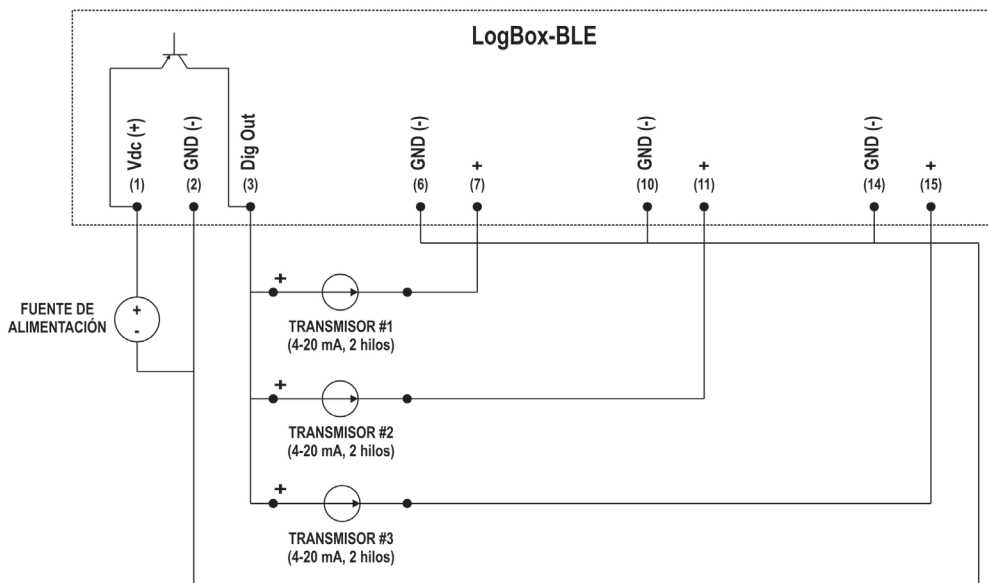 LogBox-BLE
Vdc (+)
(1)
GND (-)
(2)
Dig Out
(3)
GND (-)
(6)
+
(7)
GND (-)
(10)
+
(11)
GND (-)
(14)
+
(15)
FUENTE DE
ALIMENTACIÓN
+
-
+
TRANSMISOR #1
(4-20 mA, 2 hilos)
+
TRANSMISOR #2
(4-20 mA, 2 hilos)
+
TRANSMISOR #3
(4-20 mA, 2 hilos)